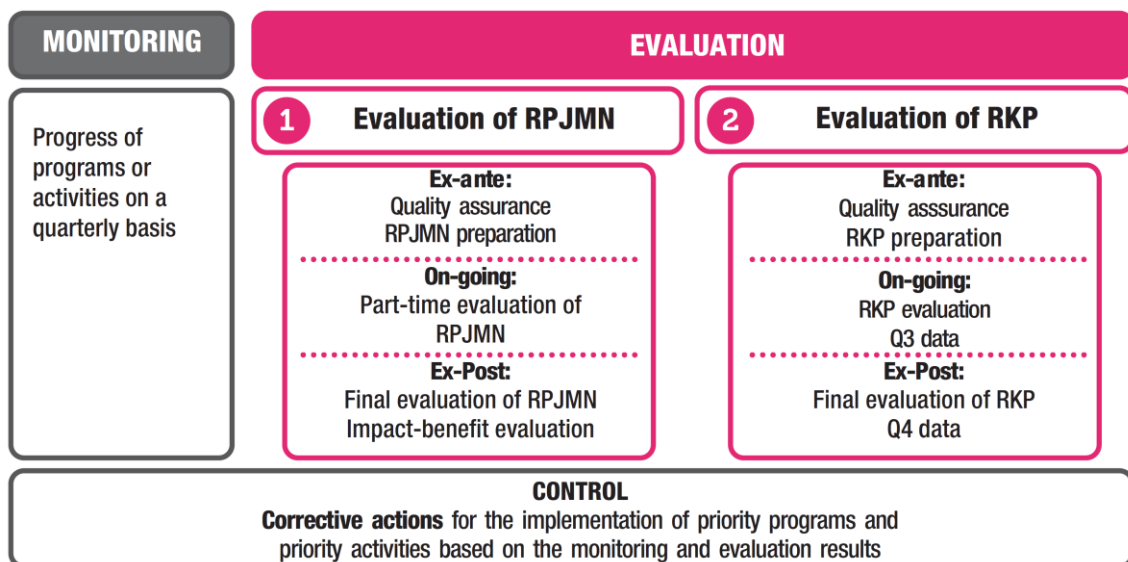 MONITORING
Progress of
programs or
activities on a
quarterly basis
EVALUATION
1
Evaluation of RPJMN
Ex-ante:
Quality assurance
RPJMN preparation
On-going:
Part-time evaluation of
RPJMN
Ex-Post:
Final evaluation of RPJMN
Impact-benefit evaluation
2
Evaluation of RKP
Ex-ante:
Quality asssurance
RKP preparation
On-going:
RKP evaluation
Q3 data
Ex-Post:
Final evaluation of RKP
Q4 data
CONTROL
Corrective actions for the implementation of priority programs and
priority activities based on the monitoring and evaluation results